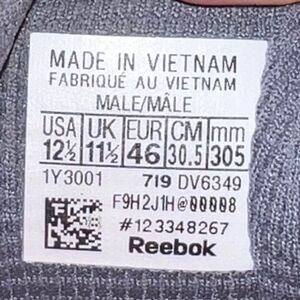 MADE IN VIETNAM
FABRIQUÉ AU VIETNAM
MALE/MÂLE
USA UK EUR CM mm
12½ 11½ 46 30.5 305
1Y3001 719 DV6349
F9H2J1H@00008
#123348267
Reebok